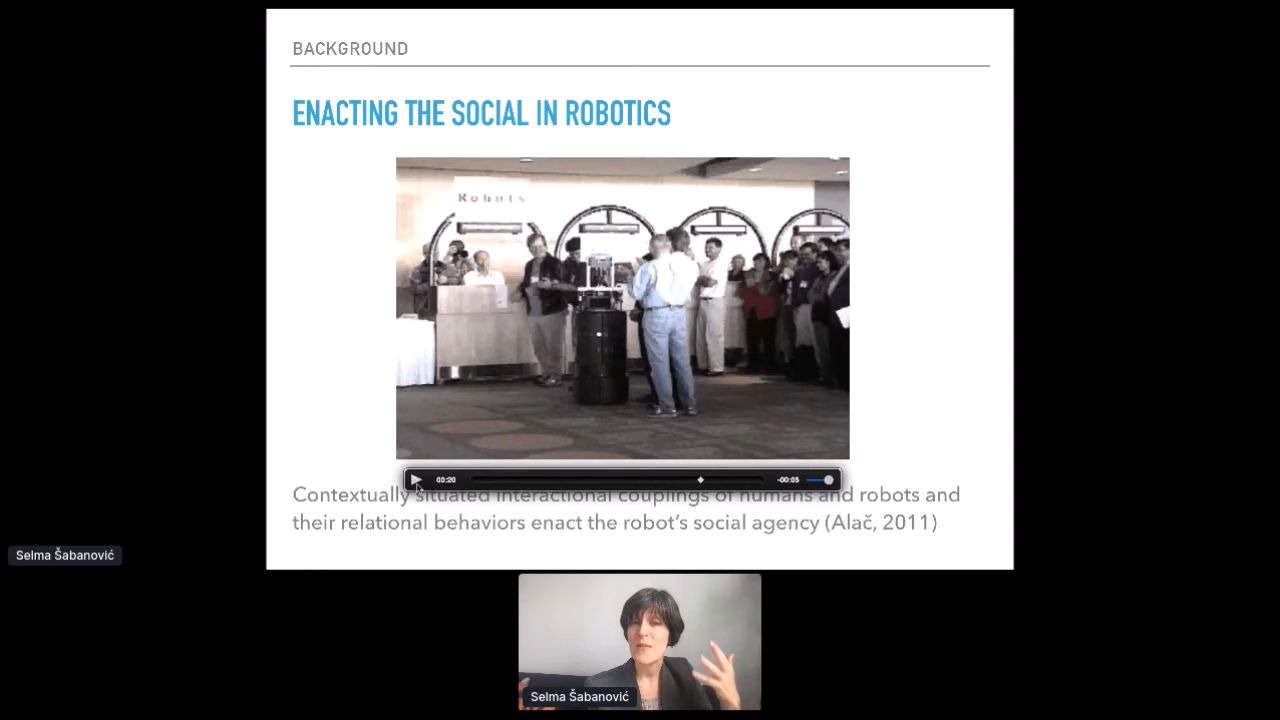 BACKGROUND
ENACTING THE SOCIAL IN ROBOTICS
Robots
03:20
-00:05
Contextually situated interactional couplings of humans and robots and
their relational behaviors enact the robot's social agency (Alač, 2011)
Selma Šabanović
Selma Šabanović